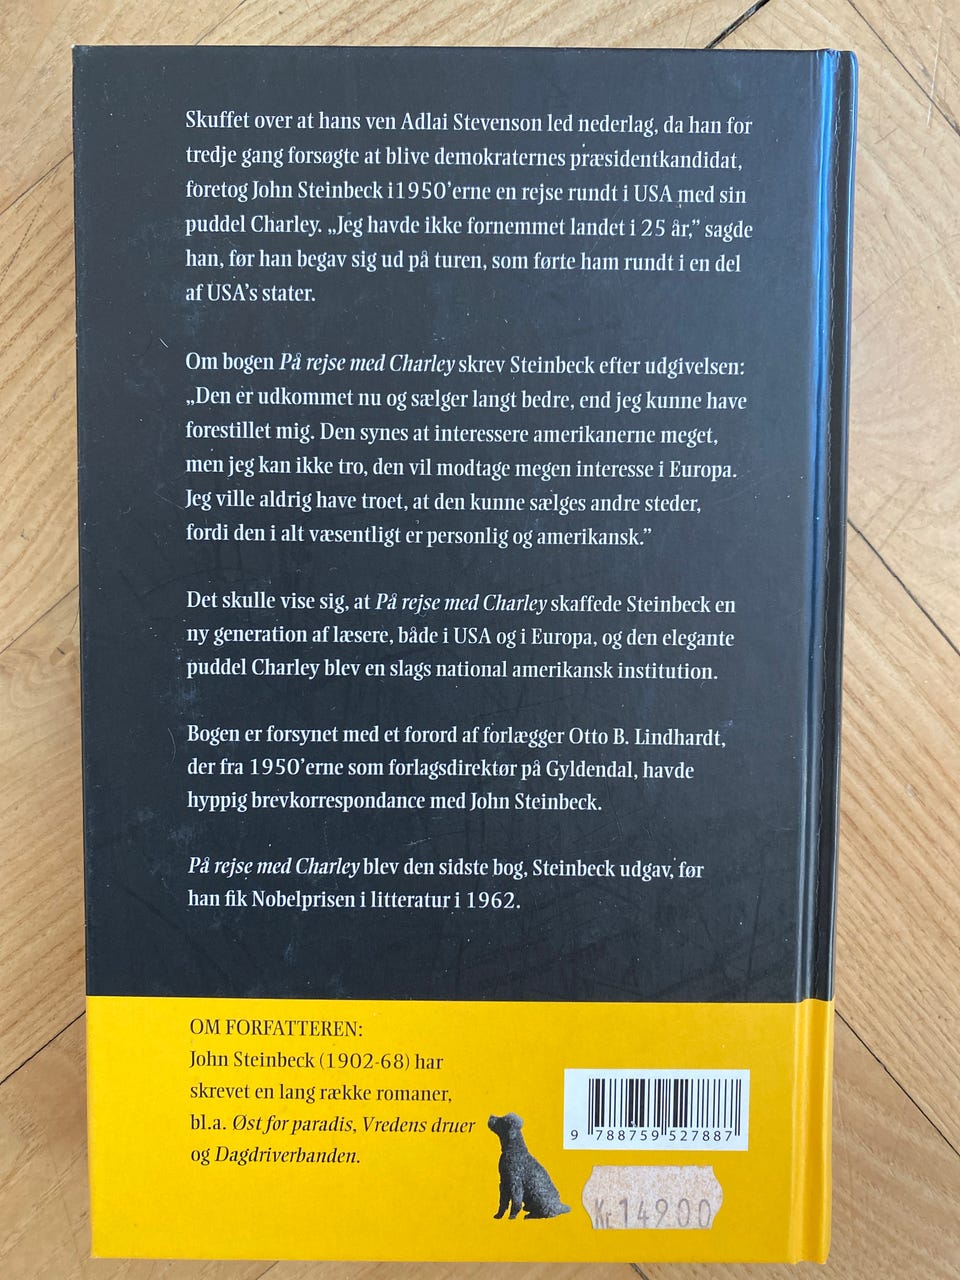 Skuffet over at hans ven Adlai Stevenson led nederlag, da han for
tredje gang forsøgte at blive demokraternes præsidentkandidat,
foretog John Steinbeck i1950'erne en rejse rundt i USA med sin
puddel Charley. „Jeg havde ikke fornemmet landet i 25 år,” sagde
han, før han begav sig ud på turen, som førte ham rundt i en del
af USA's stater.
Om bogen På rejse med Charley skrev Steinbeck efter udgivelsen:
„Den er udkommet nu og sælger langt bedre, end jeg kunne have
forestillet mig. Den synes at interessere amerikanerne meget,
men jeg kan ikke tro, den vil modtage megen interesse i Europa.
Jeg ville aldrig have troet, at den kunne sælges andre steder,
fordi den i alt væsentligt er personlig og amerikansk.”
Det skulle vise sig, at På rejse med Charley skaffede Steinbeck en
ny generation af læsere, både i USA og i Europa, og den elegante
puddel Charley blev en slags national amerikansk institution.
Bogen er forsynet med et forord af forlægger Otto B. Lindhardt,
der fra 1950'erne som forlagsdirektør på Gyldendal, havde
hyppig brevkorrespondance med John Steinbeck.
På rejse med Charley blev den sidste bog, Steinbeck udgav, før
han fik Nobelprisen i litteratur i 1962.
OM FORFATTEREN:
John Steinbeck (1902-68) har
skrevet en lang række romaner,
bl.a. Øst for paradis, Vredens druer
og Dagdriverbanden.
9 788759 527887
Kr 149.00